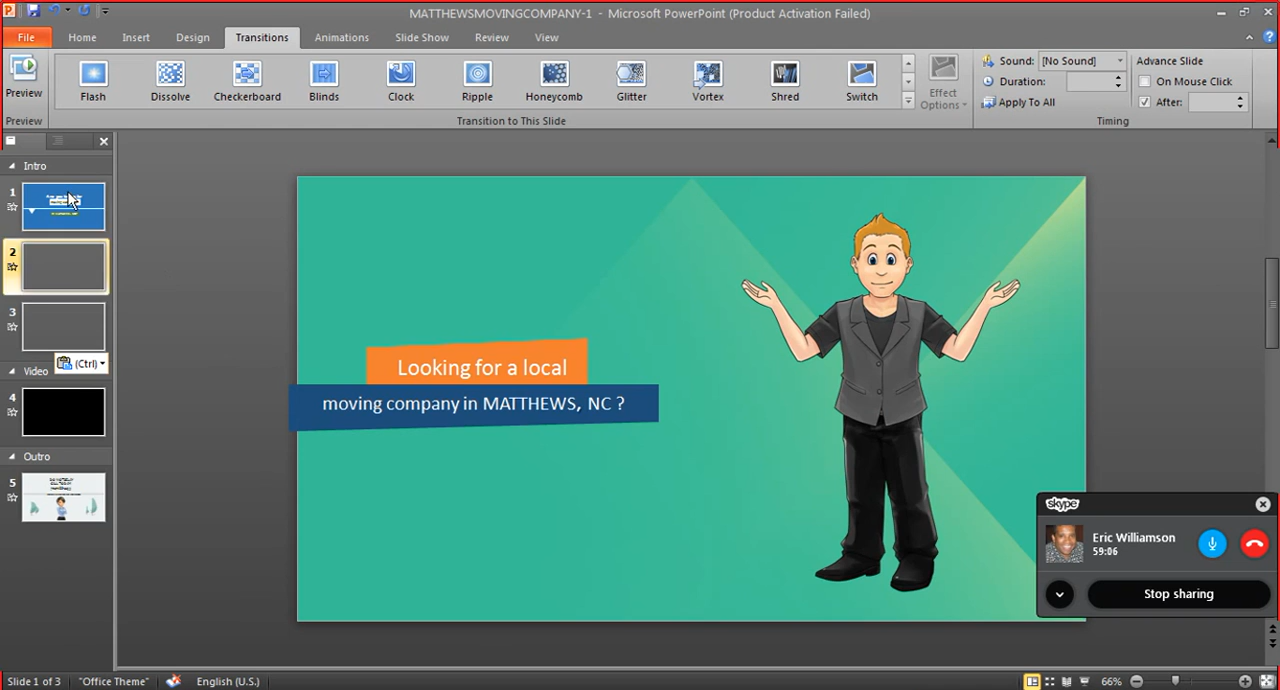 MATTHEWSMOVINGCOMPANY-1 - Microsoft PowerPoint (Product Activation Failed)
File Home Insert Design Transitions Animations Slide Show Review View
Preview
Flash Dissolve Checkerboard Blinds Clock Ripple Honeycomb Glitter Vortex Shred Switch
Effect
Options
Sound: [No Sound]
Duration:
Apply To All
Advance Slide
On Mouse Click
After:
Preview
Transition to This Slide
Timing
Intro
1
2
3
(Ctrl)
Video
4
Outro
5
Looking for a local
moving company in MATTHEWS, NC ?
skype
Eric Williamson
59:06
Stop sharing
Slide 1 of 3 "Office Theme" English (U.S.) 66%